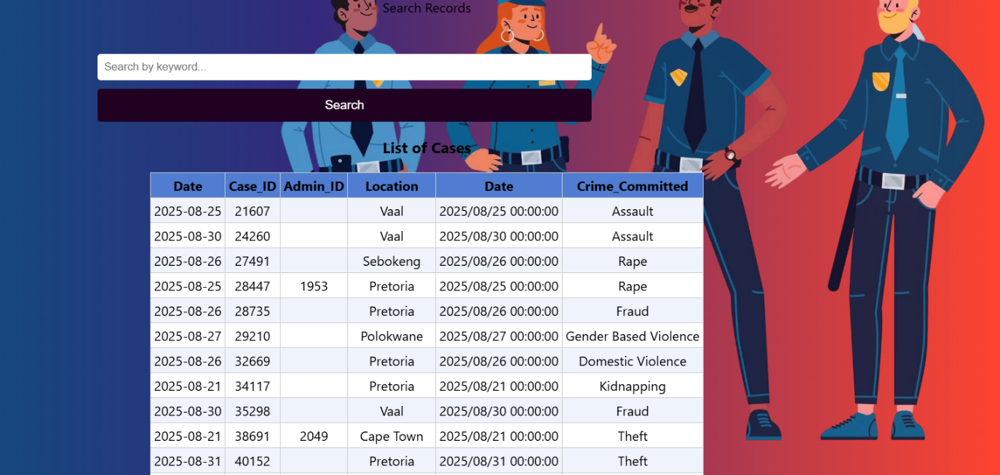 Search Records
Search by keyword...
Search
List of Cases
Date Case_ID Admin_ID Location Date Crime_Committed
2025-08-25 21607 Vaal 2025/08/25 00:00:00 Assault
2025-08-30 24260 Vaal 2025/08/30 00:00:00 Assault
2025-08-26 27491 Sebokeng 2025/08/26 00:00:00 Rape
2025-08-25 28447 1953 Pretoria 2025/08/25 00:00:00 Rape
2025-08-26 28735 Pretoria 2025/08/26 00:00:00 Fraud
2025-08-27 29210 Polokwane 2025/08/27 00:00:00 Gender Based Violence
2025-08-26 32669 Pretoria 2025/08/26 00:00:00 Domestic Violence
2025-08-21 34117 Pretoria 2025/08/21 00:00:00 Kidnapping
2025-08-30 35298 Vaal 2025/08/30 00:00:00 Fraud
2025-08-21 38691 2049 Cape Town 2025/08/21 00:00:00 Theft
2025-08-31 40152 Pretoria 2025/08/31 00:00:00 Theft